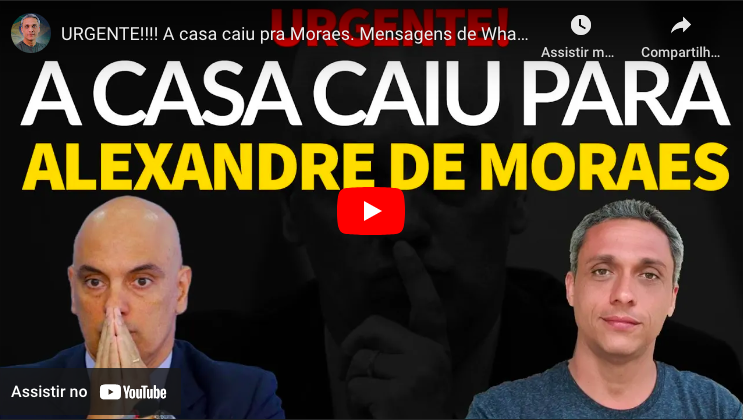 URGENTE!!!! A casa caiu pra Moraes. Mensagens de Wha...
Assistir m...
Compartilh...
URGENTE!
A CASA CAIU PARA
ALEXANDRE DE MORAES
Assistir no YouTube